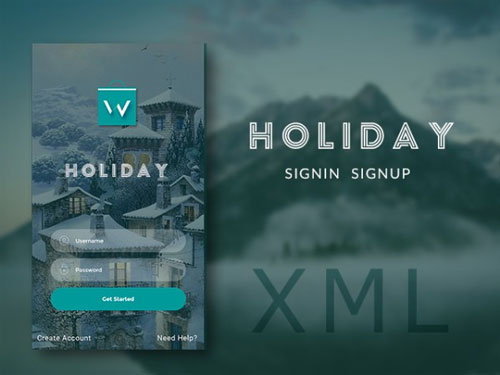 W
HOLIDAY
Username
Password
Get Started
Create Account Need Help?
HOLIDAY
SIGNIN SIGNUP
XML